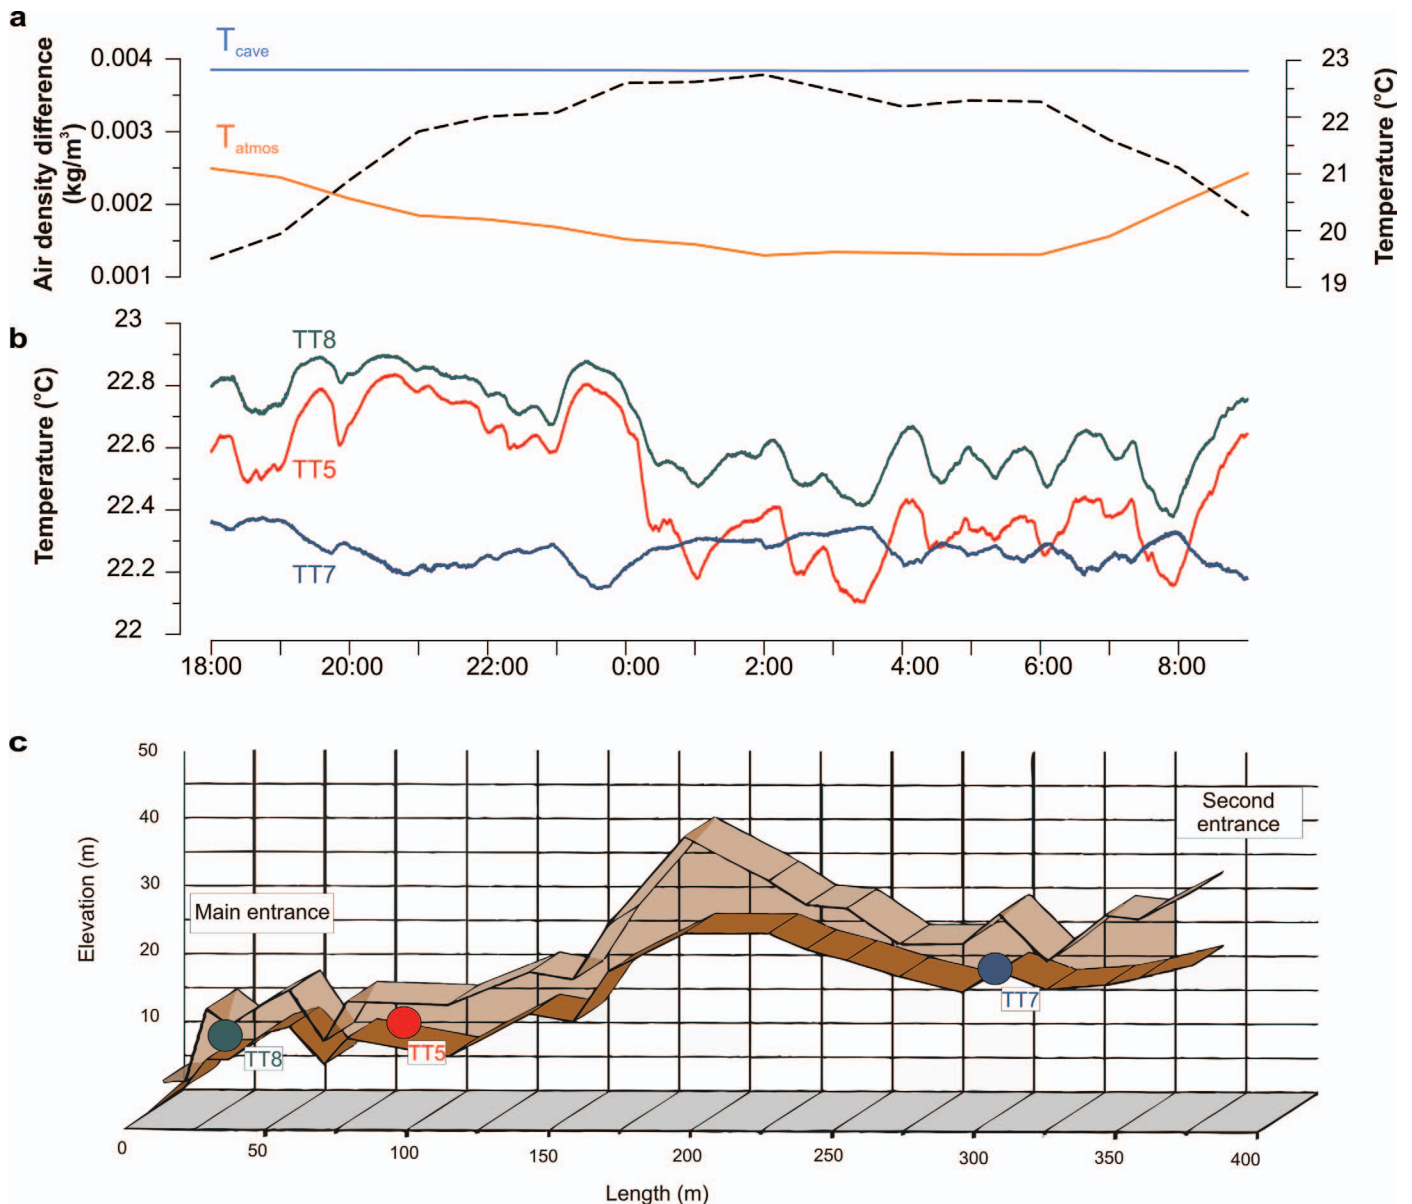 a
Air density difference
(kg/m³)
0.004
0.003
0.002
0.001
Tcave
Tatmos
23
22
21
20
19
Temperature (°C)
b
Temperature (°C)
23
22.8
22.6
22.4
22.2
22
TT8
TT5
TT7
18:00 20:00 22:00 0:00 2:00 4:00 6:00 8:00
c
Elevation (m)
50
40
30
20
10
Main entrance
Second
entrance
TT8
TT5
TT7
0 50 100 150 200 250 300 350 400
Length (m)